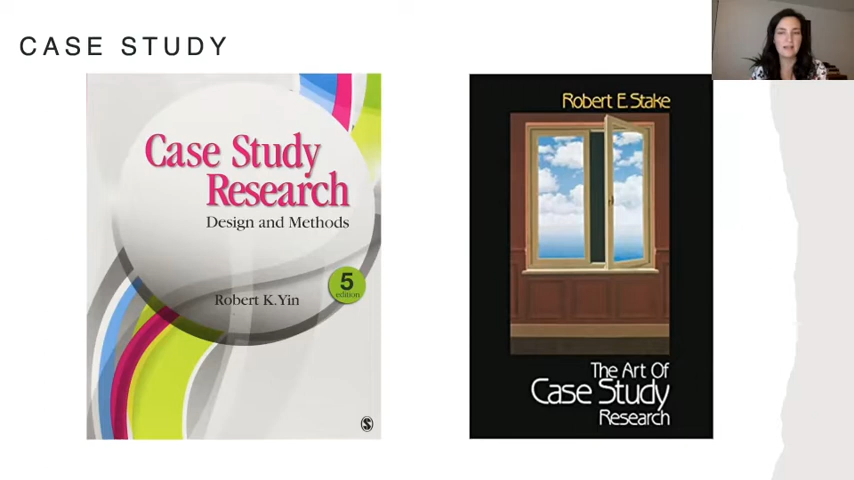 CASE STUDY
Case Study
Research
Design and Methods
5
edition
Robert K. Yin
S
Robert E. Stake
The Art Of
Case Study
Research